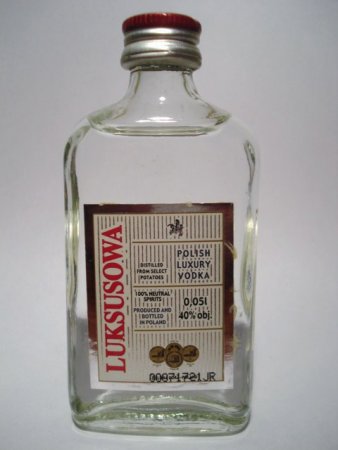 LUKSUSOWA
DISTILLED
FROM SELECT
POTATOES
POLISH
LUXURY
VODKA
100% NEUTRAL
SPIRITS
PRODUCED AND
BOTTLED
IN POLAND
0,05l
40% obj.
00071721JR